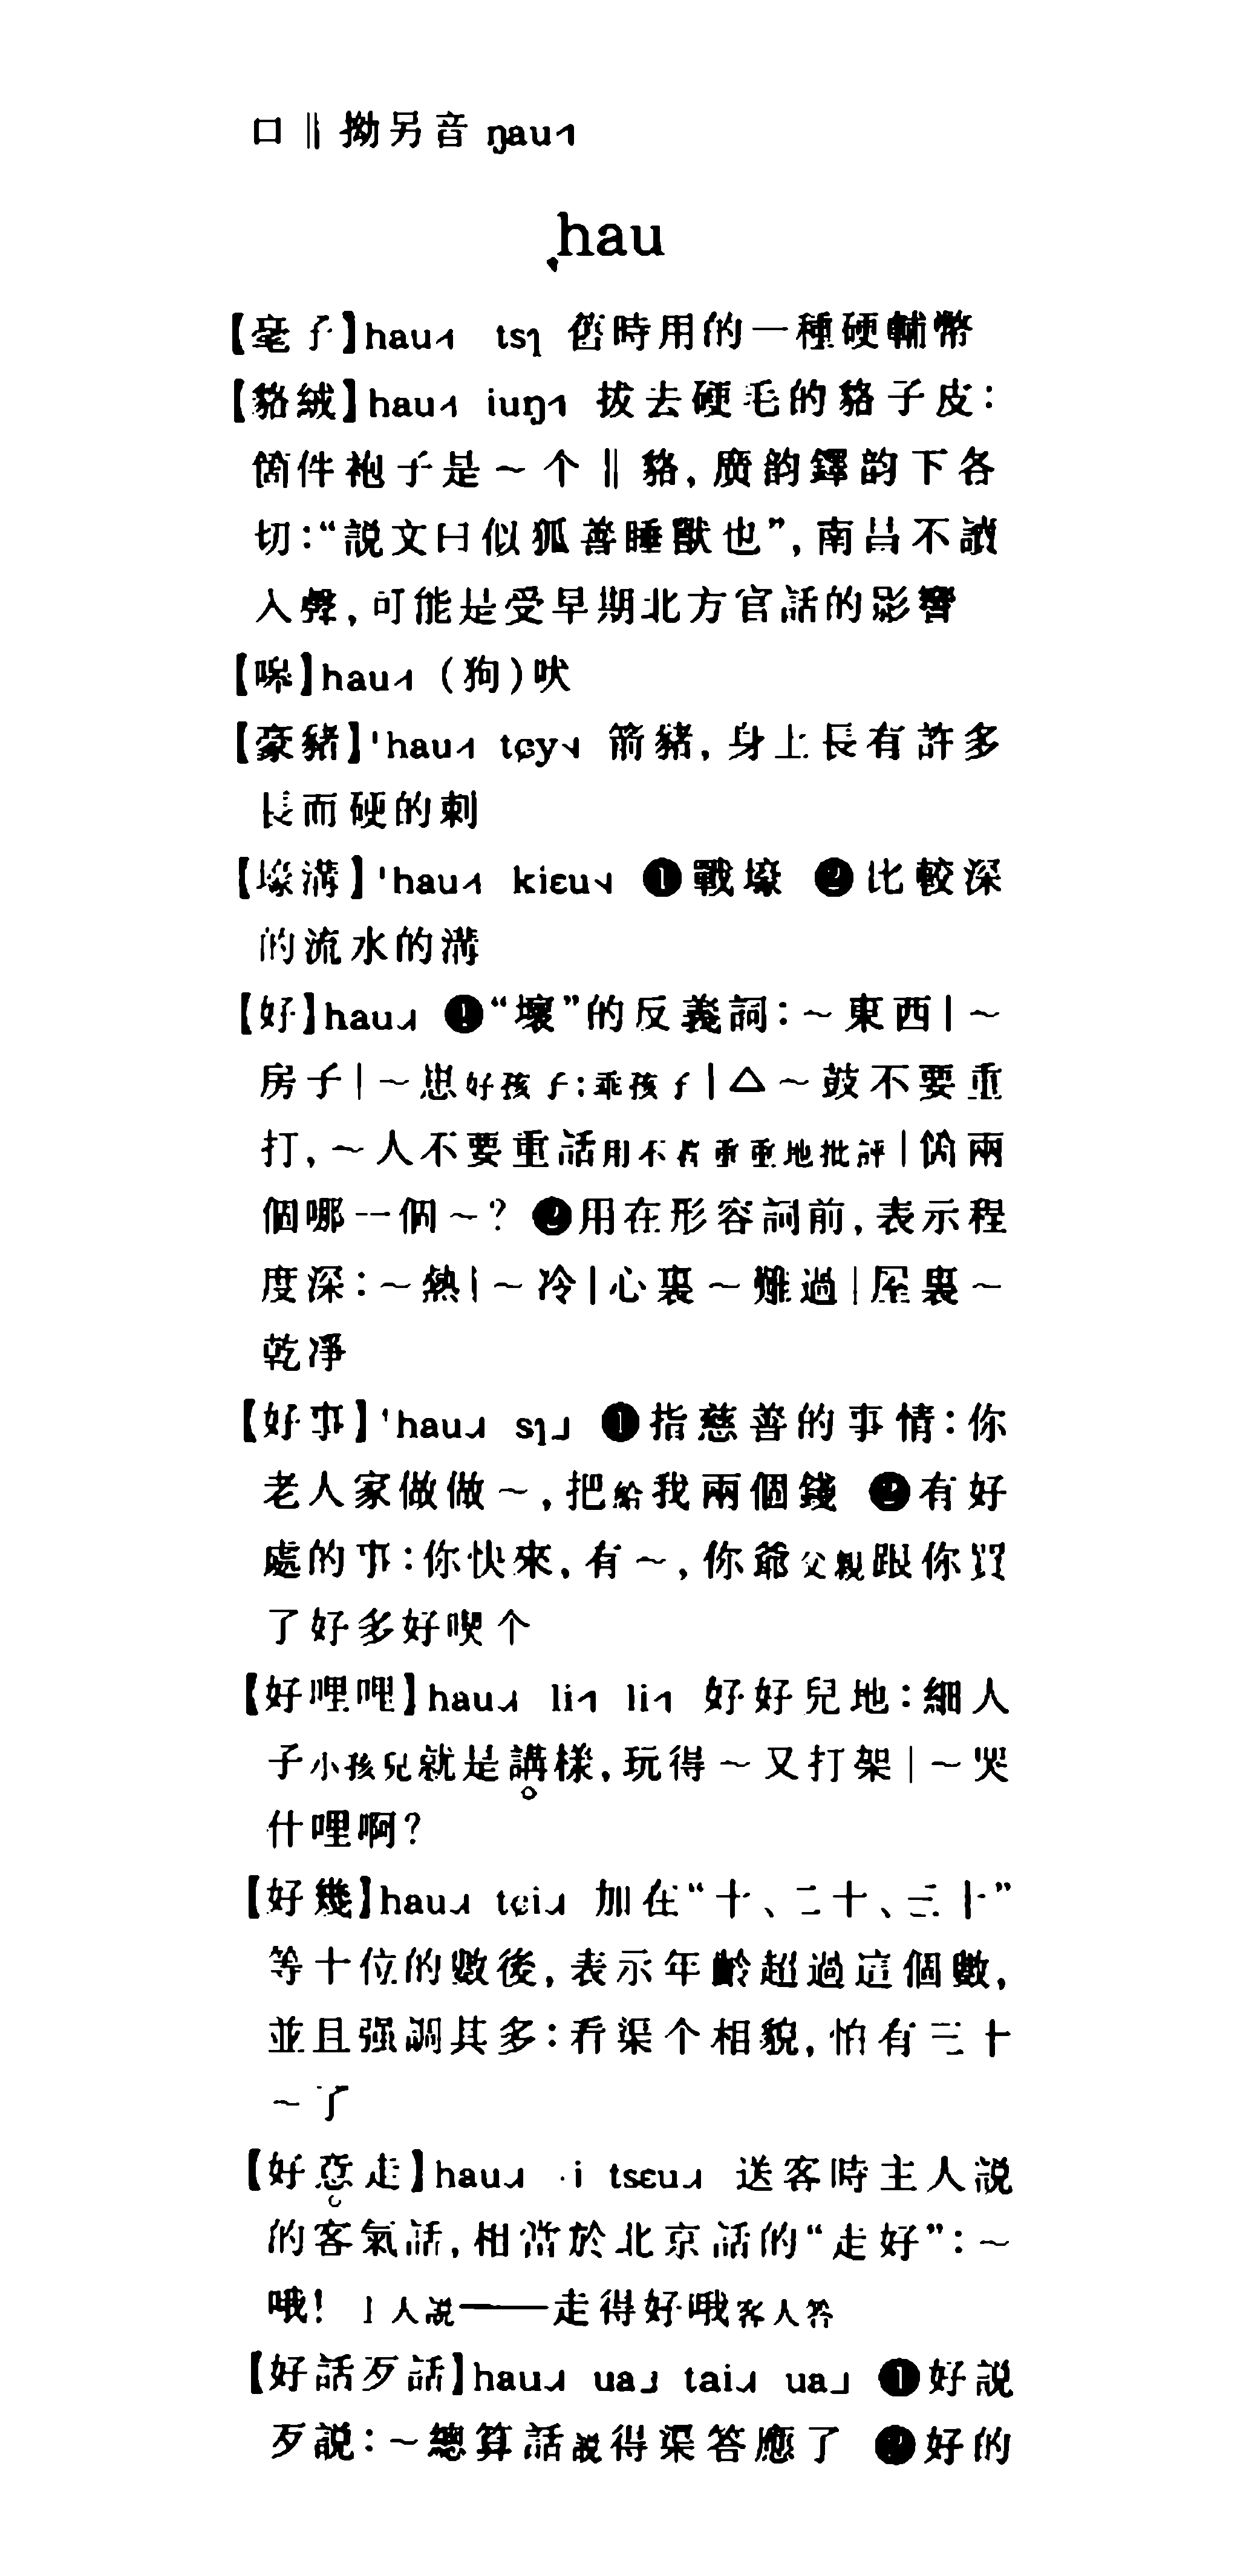 口‖拗另音 ŋau˧˥
hau
【毫子】hau˧˥ tsɿ 舊時用的一種硬輔幣
【貉絨】hau˧˥ iuŋ˧˥ 拔去硬毛的貉子皮：
箇件袍子是～个‖貉，廣韵鐸韵下各
切：“説文曰似狐善睡獸也”，南昌不讀
入聲，可能是受早期北方官話的影響
【嗥】hau˧˥ （狗）吠
【豪豬】ˈhau˧˥ tɕy˦˨ 箭豬，身上長有許多
長而硬的刺
【壕溝】ˈhau˧˥ kiɛu˦˨ ❶戰壕 ❷比較深
的流水的溝
【好】hau˨˩˧ ❶“壞”的反義詞：～東西|～
房子|～崽好孩子；乖孩子|△～鼓不要重
打，～人不要重話用不着重重地批評|箇兩
個哪一個～？ ❷用在形容詞前，表示程
度深：～熱|～冷|心裏～難過|屋裏～
乾凈
【好事】ˈhau˨˩˧ sɿ˩ ❶指慈善的事情：你
老人家做做～，把給我兩個錢 ❷有好
處的事：你快來，有～，你爺父親跟你買
了好多好喫个
【好哩哩】hau˨˩˧ li˧˥ li˧˥ 好好兒地：細人
子小孩兒就是講樣，玩得～又打架|～哭
什哩啊？
【好幾】hau˨˩˧ tɕi˨˩˧ 加在“十、二十、三十”
等十位的數後，表示年齡超過這個數，
並且强調其多：看渠个相貌，怕有三十
～了
【好意走】hau˨˩˧ ·i tsɛu˨˩˧ 送客時主人説
的客氣話，相當於北京話的“走好”：～
哦！ 主人説——走得好哦客人答
【好話歹話】hau˨˩˧ ua˩ tai˨˩˧ ua˩ ❶好説
歹説：～總算話説得渠答應了 ❷好的